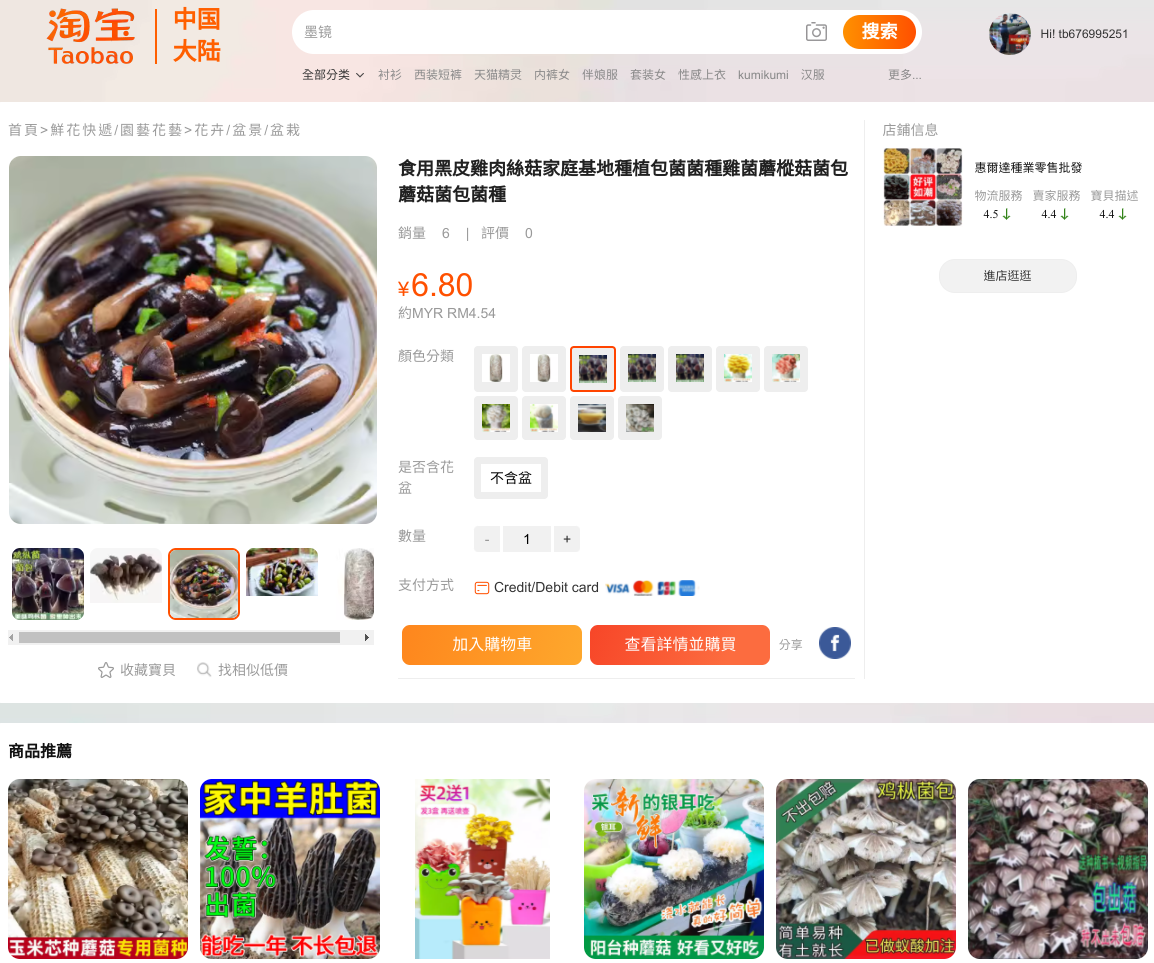 淘宝
Taobao
中国
大陆
墨镜
搜索
Hi! tb676995251
全部分类 衬衫 西装短裤 天猫精灵 内裤女 伴娘服 套装女 性感上衣 kumikumi 汉服 更多...
首頁>鮮花快遞/園藝花藝>花卉/盆景/盆栽
食用黑皮雞肉絲菇家庭基地種植包菌菌種雞菌蘑樅菇菌包
蘑菇菌包菌種
銷量 6 | 評價 0
¥6.80
約MYR RM4.54
顏色分類
是否含花
盆
不含盆
數量
- 1 +
支付方式
Credit/Debit card VISA
加入購物車
查看詳情並購買
分享
f
收藏寶貝
找相似低價
店鋪信息
好评
如潮
惠爾達種業零售批發
物流服務 賣家服務 寶貝描述
4.5 4.4 4.4
進店逛逛
商品推薦
玉米芯种蘑菇专用菌种
家中羊肚菌
发誓:
100%
出菌
能吃一年 不长包退
买2送1
采新鲜的银耳吃
银耳
阳台种蘑菇 好看又好吃
不出包赔
鸡枞菌包
简单易种
有土就长
已做蚁酸加注
包出菇